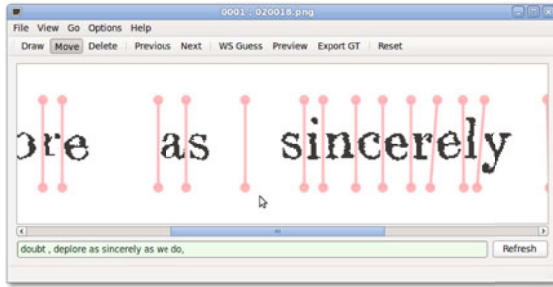 0001 : 020018.png
File View Go Options Help
Draw Move Delete Previous Next WS Guess Preview Export GT Reset
ore as sincerely
doubt , deplore as sincerely as we do, Refresh